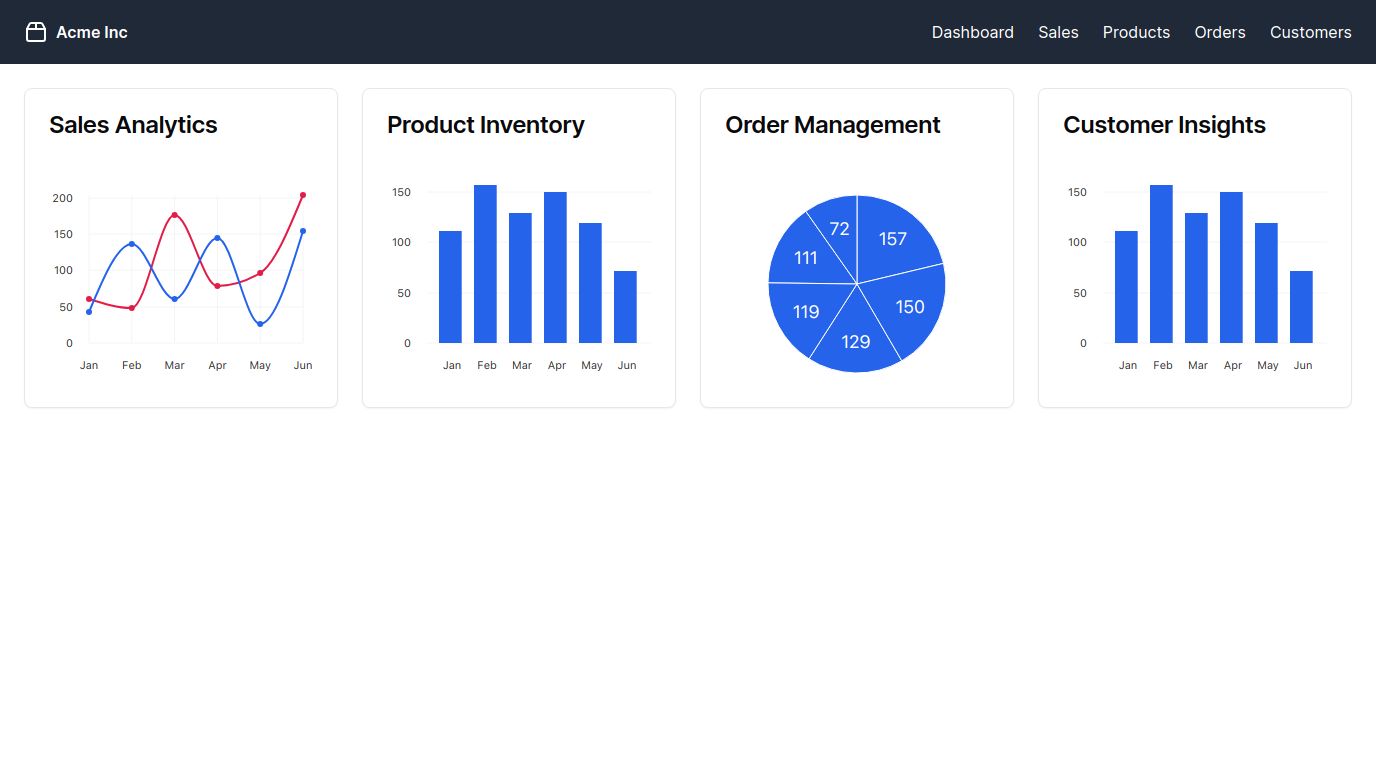 Acme Inc
Dashboard Sales Products Orders Customers
Sales Analytics
200
150
100
50
0
Jan Feb Mar Apr May Jun
Product Inventory
150
100
50
0
Jan Feb Mar Apr May Jun
Order Management
72
157
111
150
119
129
Customer Insights
150
100
50
0
Jan Feb Mar Apr May Jun